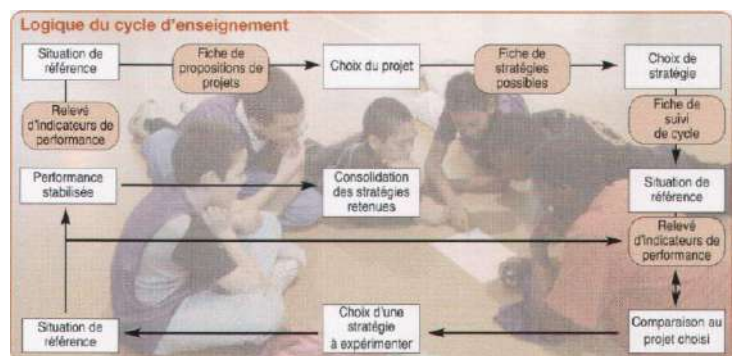 Logique du cycle d'enseignement
Situation de
référence
Fiche de
propositions de
projets
Choix du projet
Fiche de
stratégies
possibles
Choix de
stratégie
Relevé
d'indicateurs de
performance
Fiche de
suivi
de cycle
Performance
stabilisée
Consolidation
des stratégies
retenues
Situation de
référence
Relevé
d'indicateurs de
performance
Situation de
référence
Choix d'une
stratégie
à expérimenter
Comparaison au
projet choisi